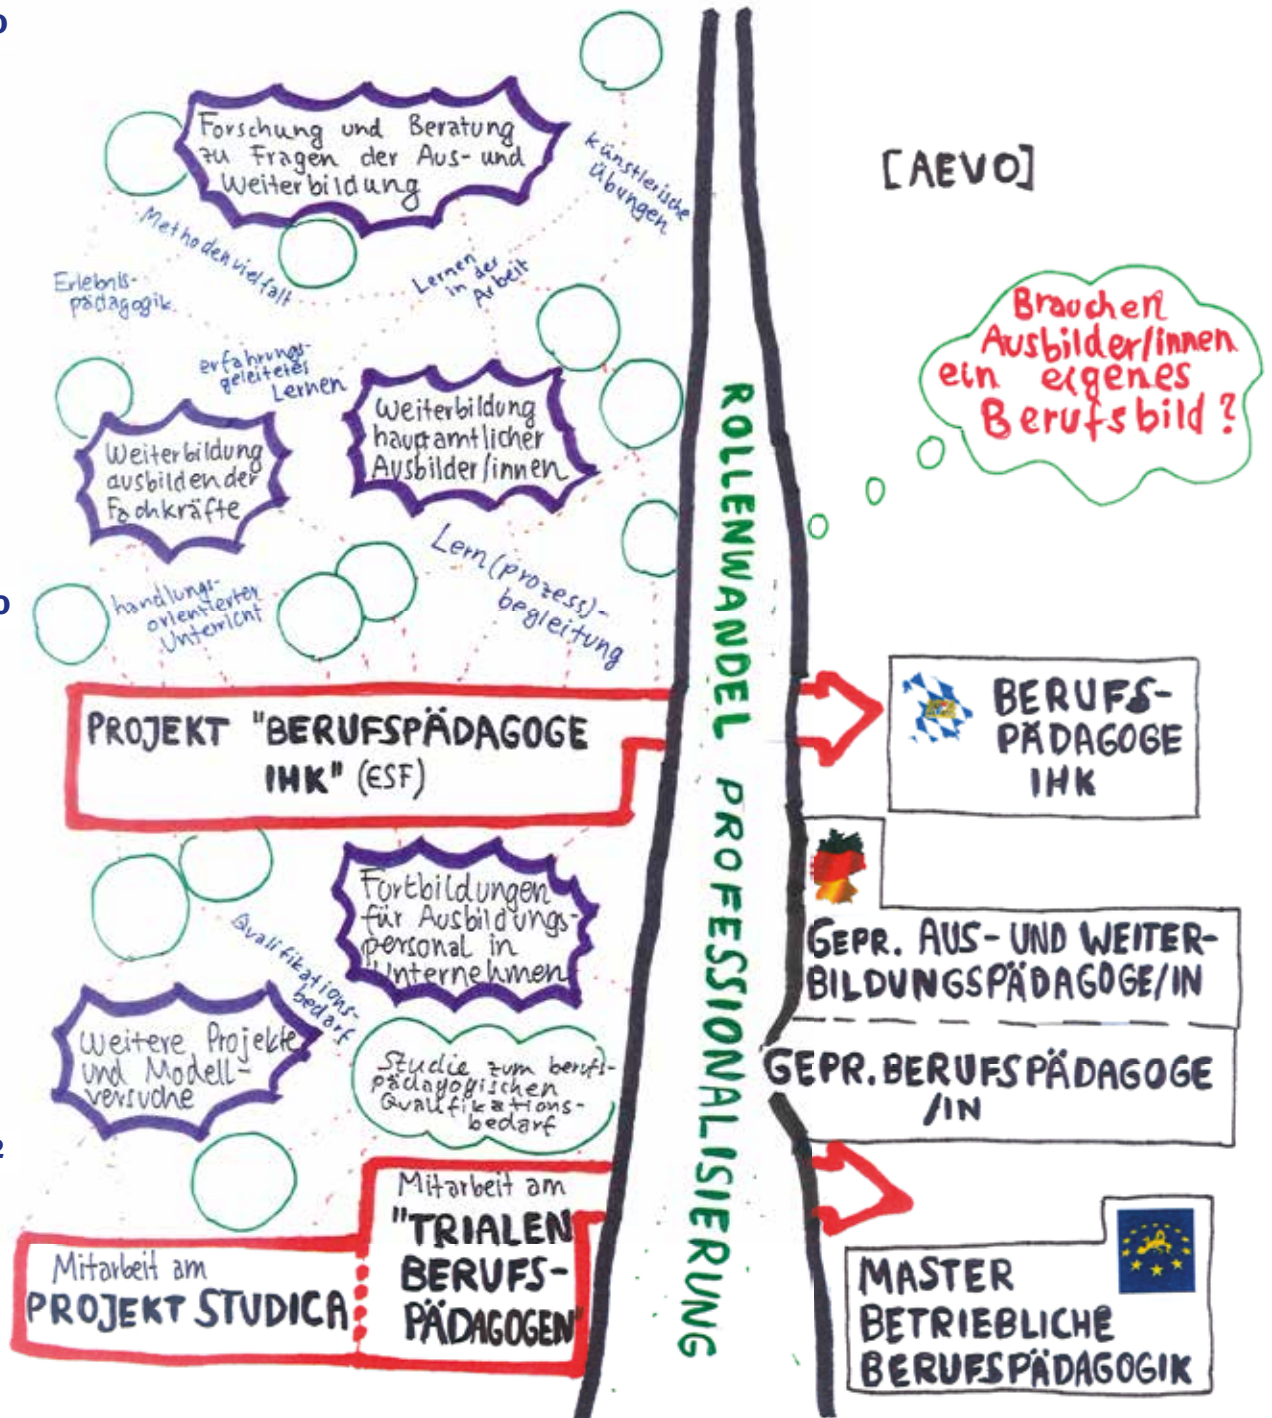 Forschung und Beratung
zu Fragen der Aus- und
Weiterbildung
künstlerische
Übungen
[AEVO]
Methodenvielfalt
Lernen
in der
Arbeit
Erlebnis-
pädagogik
erfahrungs-
geleitetes
Lernen
Brauchen
Ausbilder/innen
ein eigenes
Berufsbild?
Weiterbildung
hauptamtlicher
Ausbilder/innen
Weiterbildung
ausbildender
Fachkräfte
Lern(prozess)-
begleitung
handlungs-
orientierter
Unterricht
ROLLENWANDEL PROFESSIONALISIERUNG
PROJEKT "BERUFSPÄDAGOGE
IHK" (ESF)
BERUFS-
PÄDAGOGE
IHK
Fortbildungen
für Ausbildungs-
personal in
Unternehmen
Qualifikations-
bedarf
GEPR. AUS- UND WEITER-
BILDUNGSPÄDAGOGE/IN
GEPR. BERUFSPÄDAGOGE
/IN
Weitere Projekte
und Modell-
versuche
Studie zum berufs-
pädagogischen
Qualifikations-
bedarf
Mitarbeit am
"TRIALEN
BERUFS-
PÄDAGOGEN"
Mitarbeit am
PROJEKT STUDICA
MASTER
BETRIEBLICHE
BERUFSPÄDAGOGIK